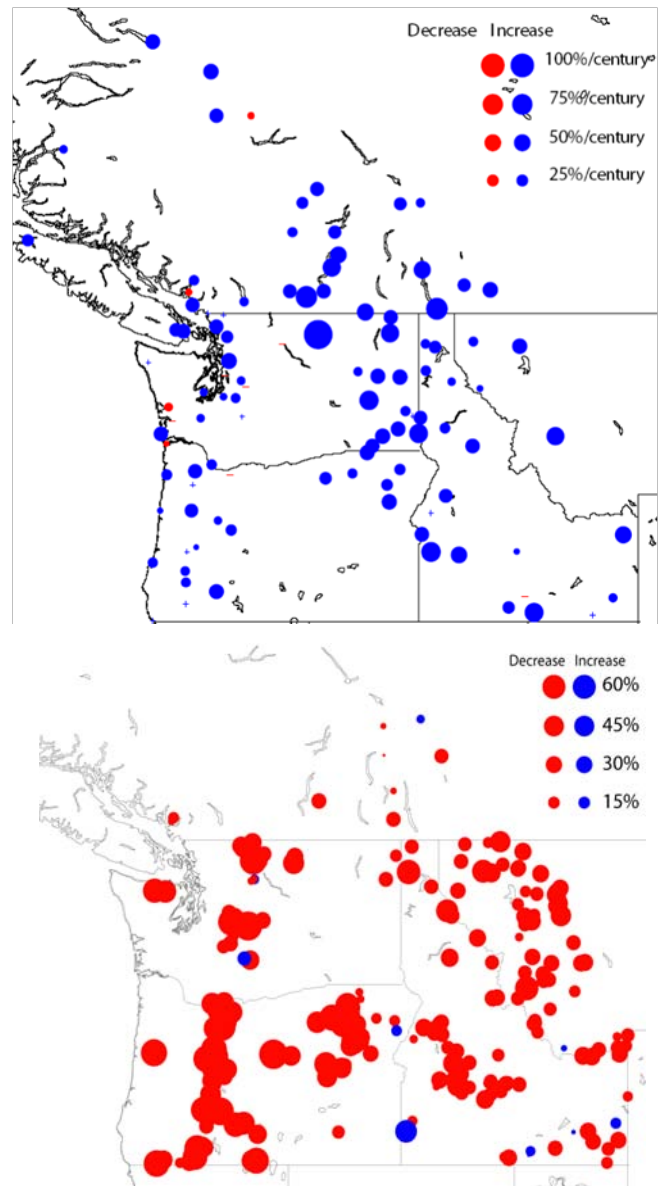 Decrease Increase
100%/century
75%/century
50%/century
25%/century
Decrease Increase
60%
45%
30%
15%